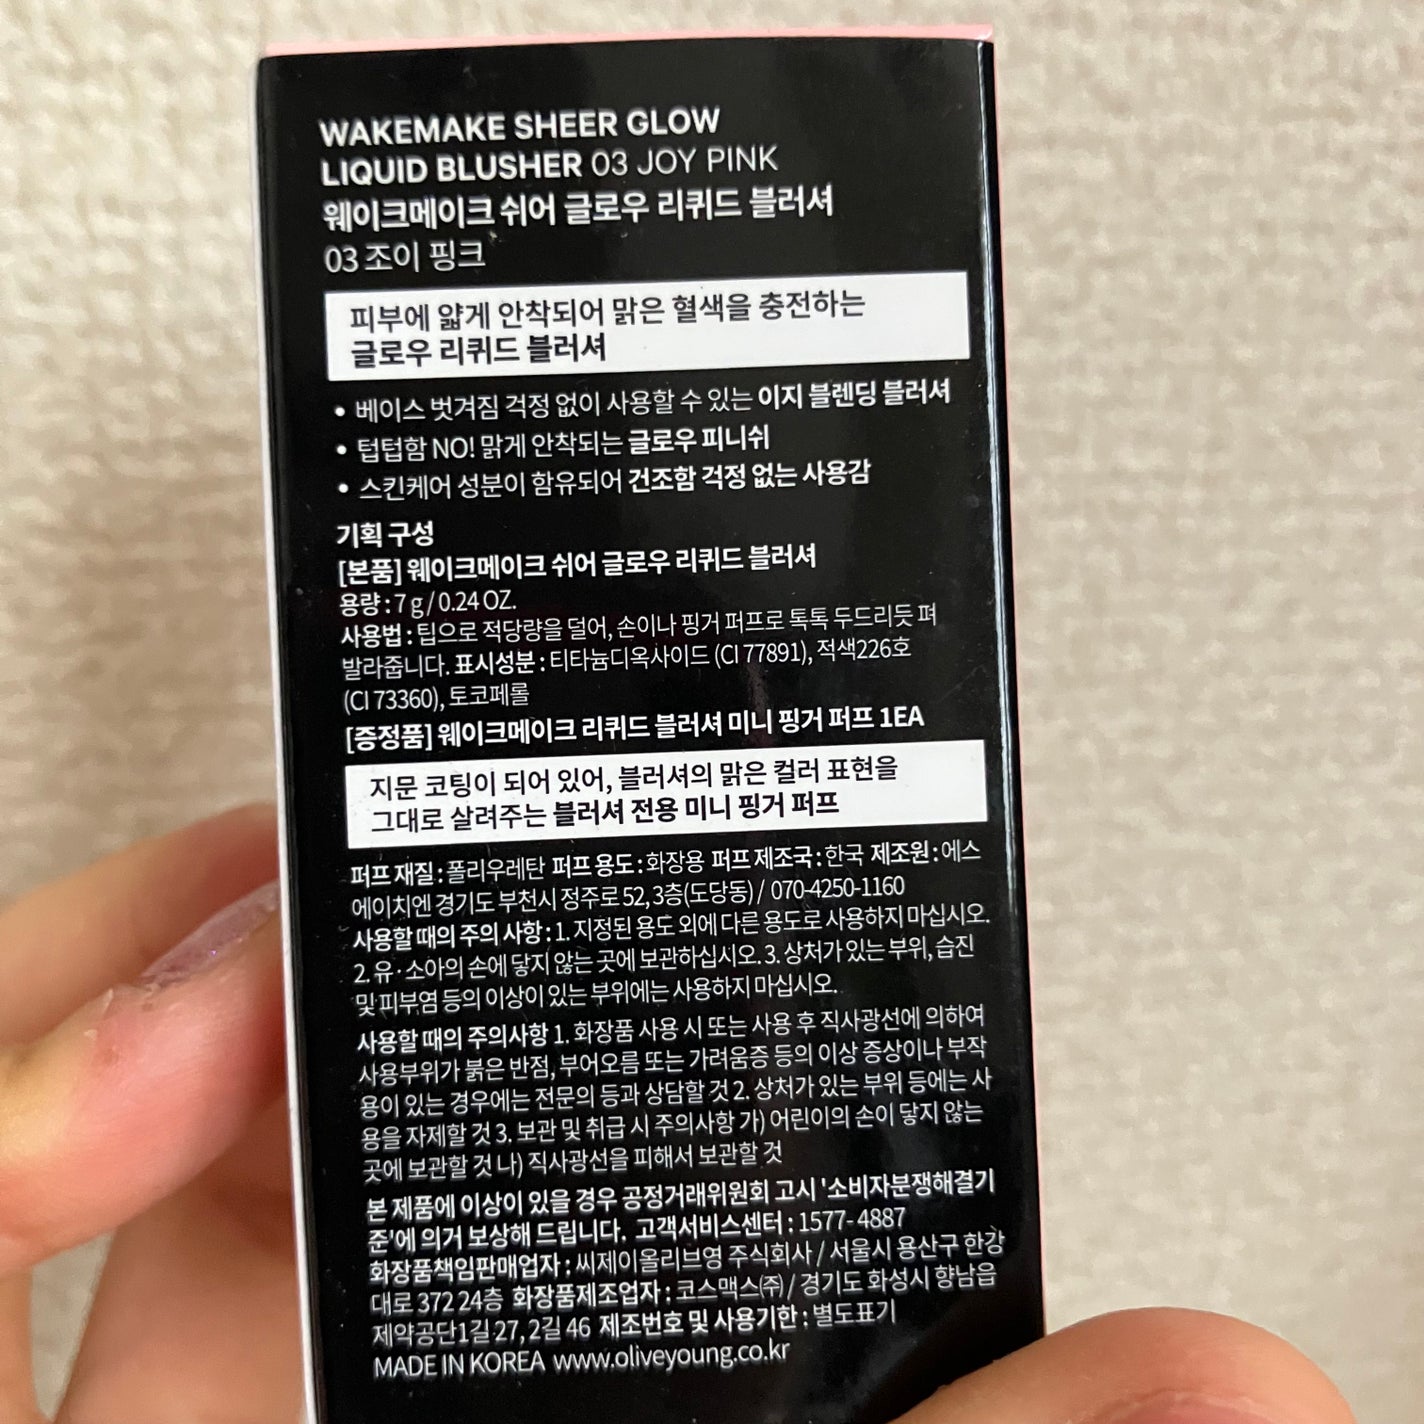 WAKEMAKE SHEER GLOW
LIQUID BLUSHER 03 JOY PINK
웨이크메이크 쉬어 글로우 리퀴드 블러셔
03 조이 핑크
피부에 얇게 안착되어 맑은 혈색을 충전하는
글로우 리퀴드 블러셔
• 베이스 벗겨짐 걱정 없이 사용할 수 있는 이지 블렌딩 블러셔
• 텁텁함 NO! 맑게 안착되는 글로우 피니쉬
• 스킨케어 성분이 함유되어 건조함 걱정 없는 사용감
기획 구성
[본품] 웨이크메이크 쉬어 글로우 리퀴드 블러셔
용량 : 7 g / 0.24 OZ.
사용법 : 팁으로 적당량을 덜어, 손이나 핑거 퍼프로 톡톡 두드리듯 펴
발라줍니다. 표시성분 : 티타늄디옥사이드 (CI 77891), 적색226호
(CI 73360), 토코페롤
[증정품] 웨이크메이크 리퀴드 블러셔 미니 핑거 퍼프 1EA
지문 코팅이 되어 있어, 블러셔의 맑은 컬러 표현을
그대로 살려주는 블러셔 전용 미니 핑거 퍼프
퍼프 재질 : 폴리우레탄 퍼프 용도 : 화장용 퍼프 제조국 : 한국 제조원 : 에스
에이치엔 경기도 부천시 정주로 52, 3층(도당동) / 070-4250-1160
사용할 때의 주의 사항 : 1. 지정된 용도 외에 다른 용도로 사용하지 마십시오.
2. 유·소아의 손에 닿지 않는 곳에 보관하십시오. 3. 상처가 있는 부위, 습진
및 피부염 등의 이상이 있는 부위에는 사용하지 마십시오.
사용할 때의 주의사항 1. 화장품 사용 시 또는 사용 후 직사광선에 의하여
사용부위가 붉은 반점, 부어오름 또는 가려움증 등의 이상 증상이나 부작
용이 있는 경우에는 전문의 등과 상담할 것 2. 상처가 있는 부위 등에는 사
용을 자제할 것 3. 보관 및 취급 시 주의사항 가) 어린이의 손이 닿지 않는
곳에 보관할 것 나) 직사광선을 피해서 보관할 것
본 제품에 이상이 있을 경우 공정거래위원회 고시 '소비자분쟁해결기
준'에 의거 보상해 드립니다. 고객서비스센터 : 1577- 4887
화장품책임판매업자 : 씨제이올리브영 주식회사 / 서울시 용산구 한강
대로 372 24층 화장품제조업자 : 코스맥스㈜ / 경기도 화성시 향남읍
제약공단1길 27, 2길 46 제조번호 및 사용기한 : 별도표기
MADE IN KOREA www.oliveyoung.co.kr